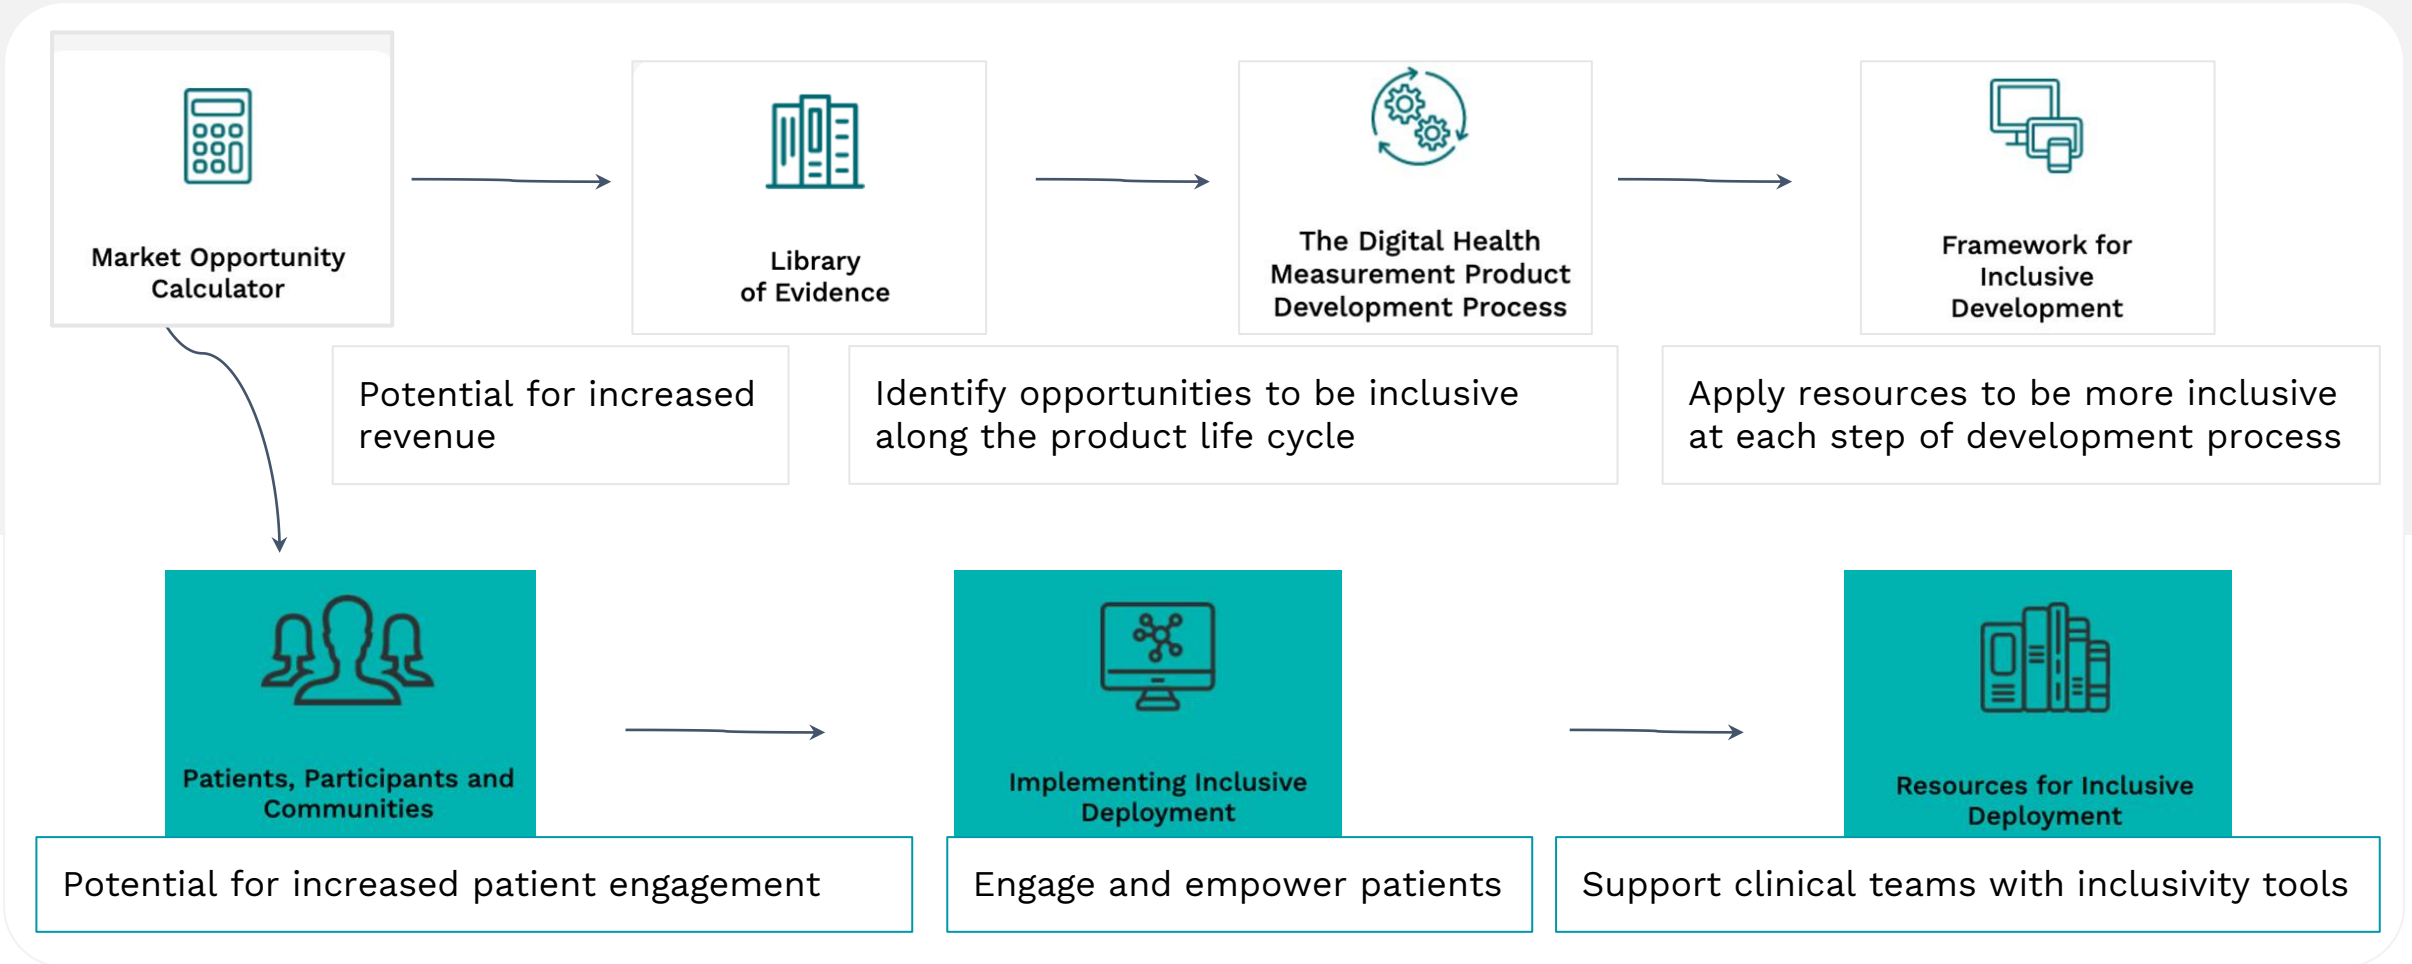 Market Opportunity
Calculator
Library
of Evidence
The Digital Health
Measurement Product
Development Process
Framework for
Inclusive
Development
Potential for increased
revenue
Identify opportunities to be inclusive
along the product life cycle
Apply resources to be more inclusive
at each step of development process
Patients, Participants and
Communities
Implementing Inclusive
Deployment
Resources for Inclusive
Deployment
Potential for increased patient engagement
Engage and empower patients
Support clinical teams with inclusivity tools